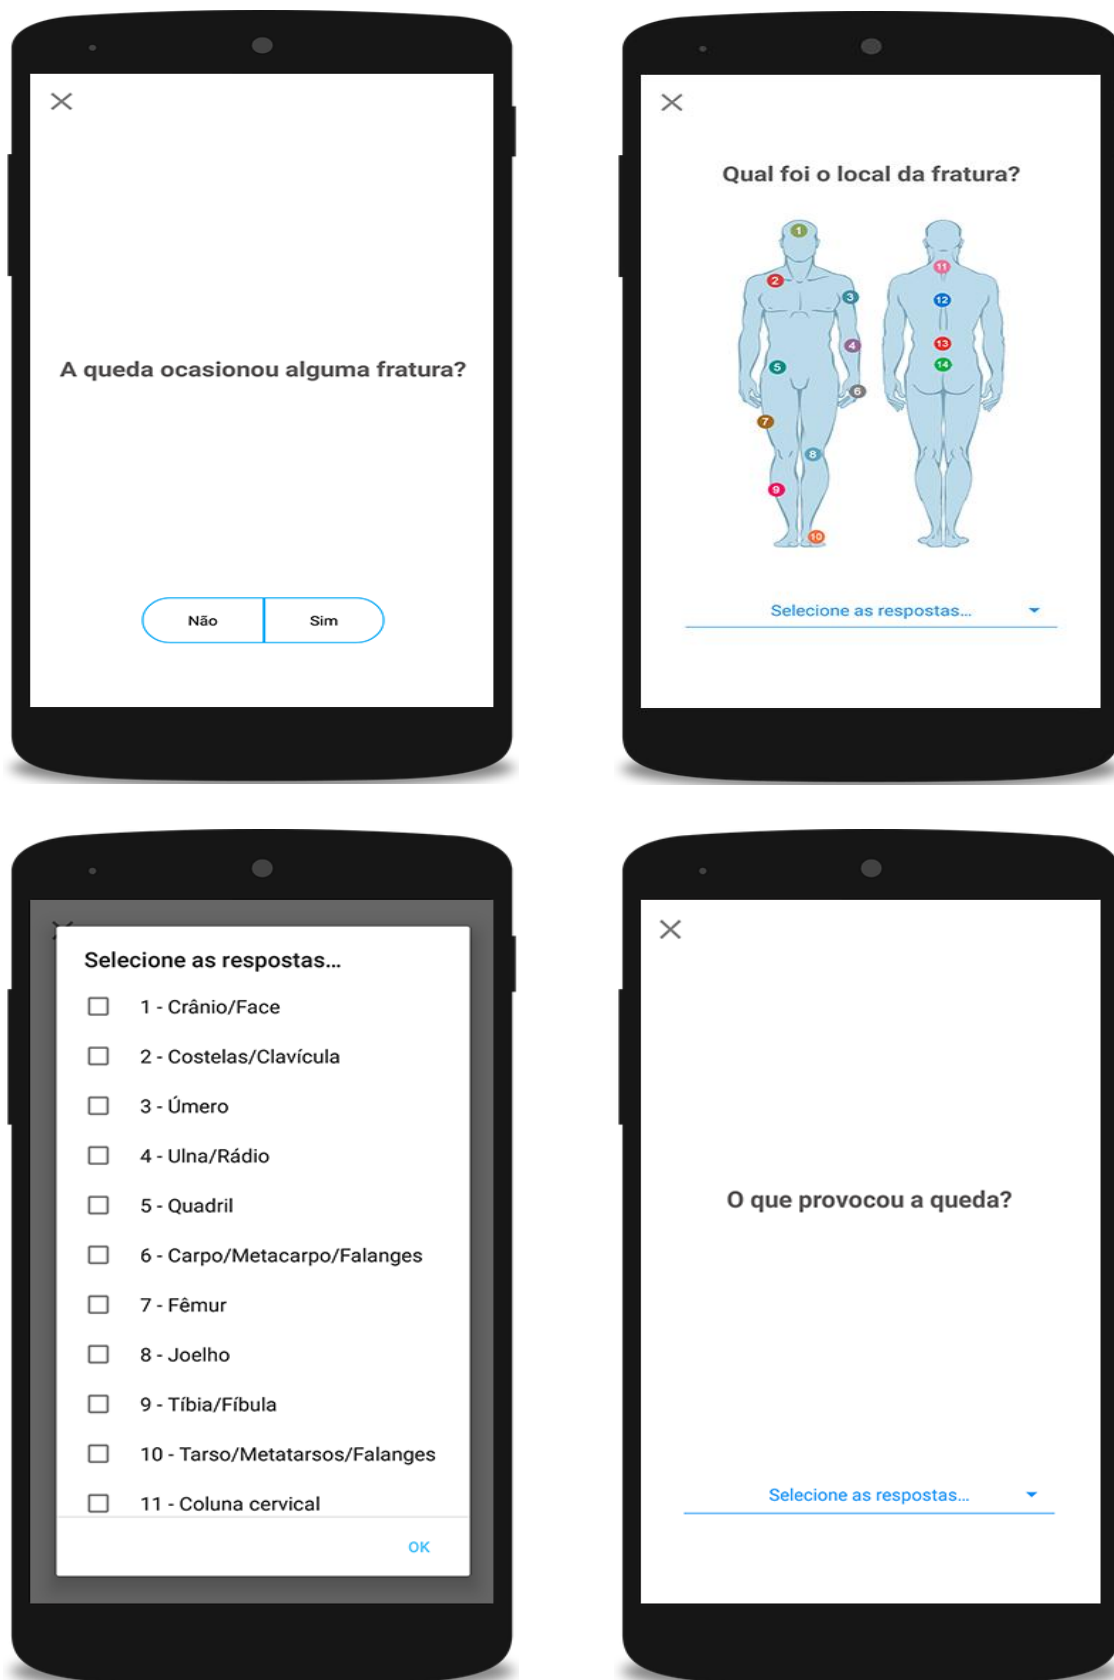 A queda ocasionou alguma fratura?
Não
Sim
Qual foi o local da fratura?
1
2
3
4
5
6
7
8
9
10
11
12
13
14
Selecione as respostas...
Selecione as respostas...
1 - Crânio/Face
2 - Costelas/Clavícula
3 - Úmero
4 - Ulna/Rádio
5 - Quadril
6 - Carpo/Metacarpo/Falanges
7 - Fêmur
8 - Joelho
9 - Tíbia/Fíbula
10 - Tarso/Metatarsos/Falanges
11 - Coluna cervical
OK
O que provocou a queda?
Selecione as respostas...